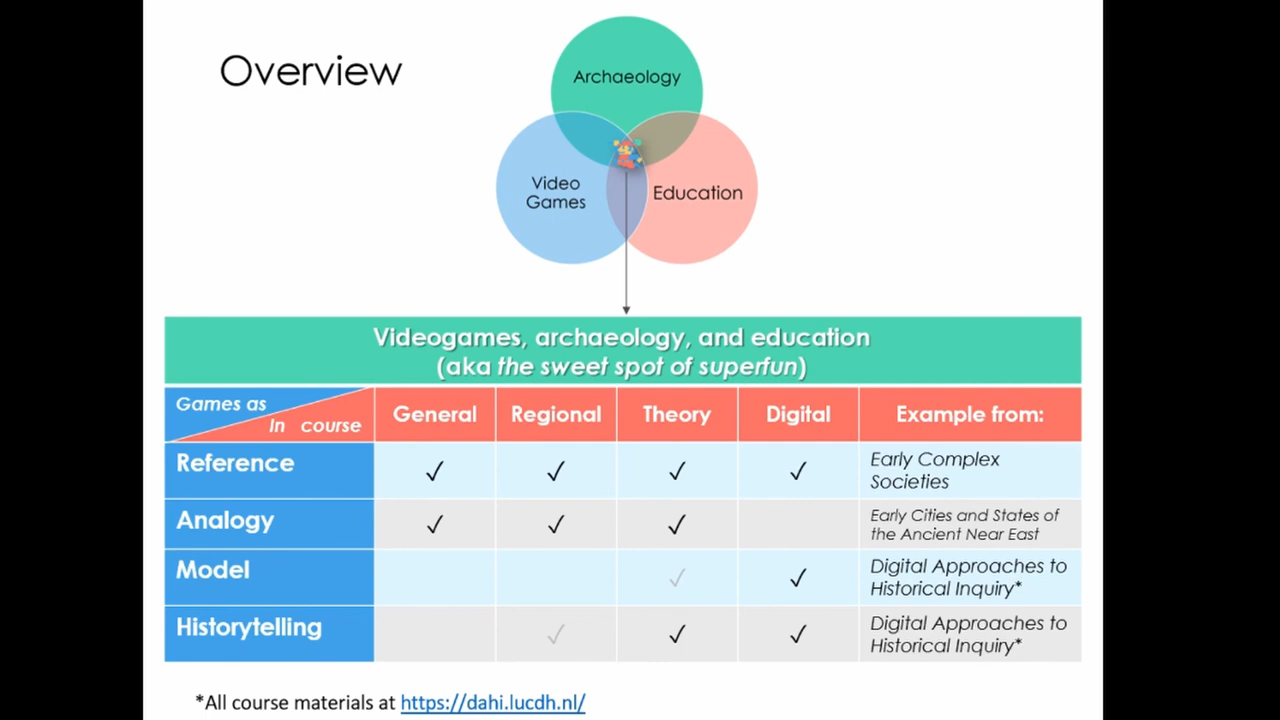 Overview
Archaeology
Video
Games
Education
Videogames, archaeology, and education
(aka the sweet spot of superfun)
Games as
In course
General
Regional
Theory
Digital
Example from:
Reference
✓
✓
✓
✓
Early Complex
Societies
Analogy
✓
✓
✓
Early Cities and States of
the Ancient Near East
Model
✓
✓
Digital Approaches to
Historical Inquiry*
Historytelling
✓
✓
✓
Digital Approaches to
Historical Inquiry*
*All course materials at https://dahi.lucdh.nl/